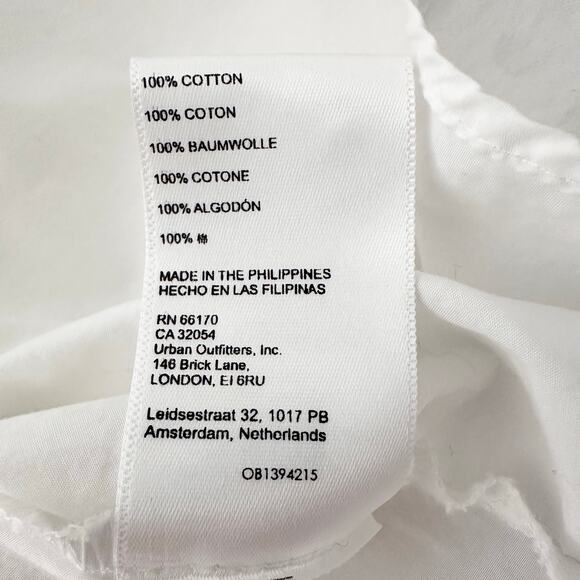 100% COTTON
100% COTON
100% BAUMWOLLE
100% COTONE
100% ALGODÓN
100% 棉
MADE IN THE PHILIPPINES
HECHO EN LAS FILIPINAS
RN 66170
CA 32054
Urban Outfitters, Inc.
146 Brick Lane,
LONDON, EI 6RU
Leidsestraat 32, 1017 PB
Amsterdam, Netherlands
OB1394215